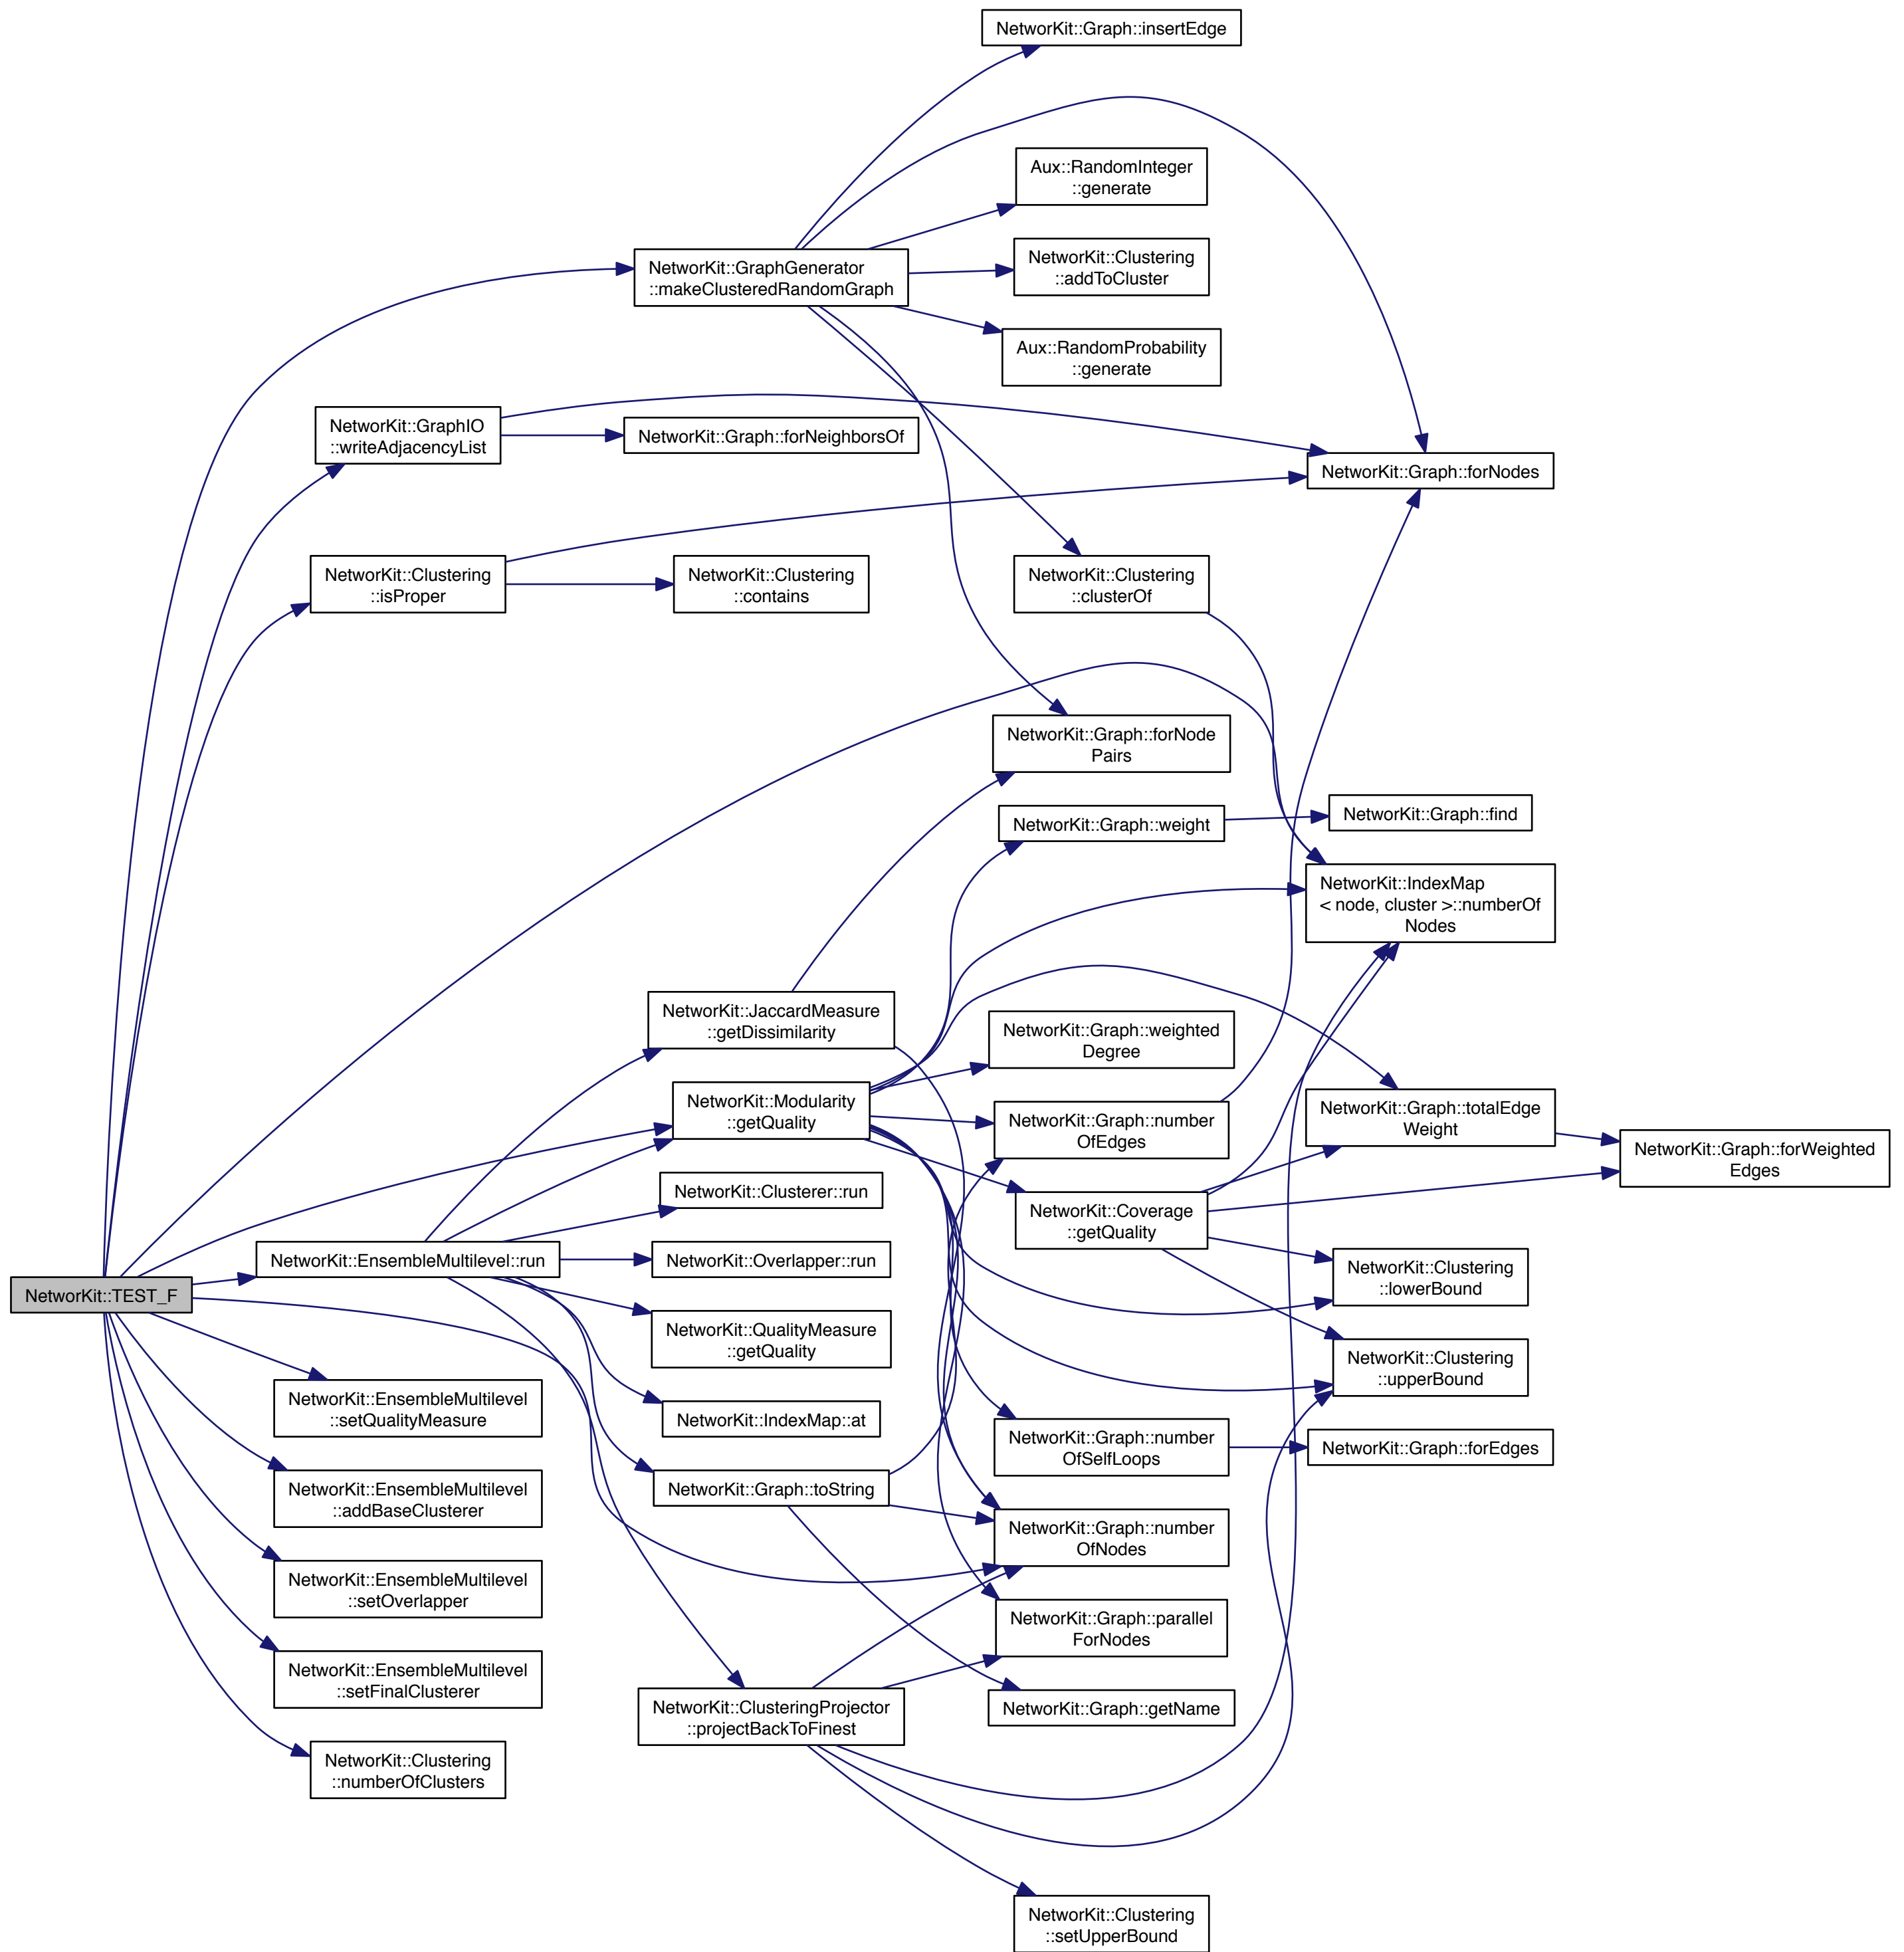 NetworKit::Graph::insertEdge
Aux::RandomInteger
::generate
NetworKit::GraphGenerator
::makeClusteredRandomGraph
NetworKit::Clustering
::addToCluster
Aux::RandomProbability
::generate
NetworKit::GraphIO
::writeAdjacencyList
NetworKit::Graph::forNeighborsOf
NetworKit::Graph::forNodes
NetworKit::Clustering
::isProper
NetworKit::Clustering
::contains
NetworKit::Clustering
::clusterOf
NetworKit::Graph::forNode
Pairs
NetworKit::Graph::weight
NetworKit::Graph::find
NetworKit::IndexMap
< node, cluster >::numberOf
Nodes
NetworKit::JaccardMeasure
::getDissimilarity
NetworKit::Graph::weighted
Degree
NetworKit::Modularity
::getQuality
NetworKit::Graph::number
OfEdges
NetworKit::Graph::totalEdge
Weight
NetworKit::Graph::forWeighted
Edges
NetworKit::Clusterer::run
NetworKit::Coverage
::getQuality
NetworKit::EnsembleMultilevel::run
NetworKit::Overlapper::run
NetworKit::Clustering
::lowerBound
NetworKit::TEST_F
NetworKit::QualityMeasure
::getQuality
NetworKit::Clustering
::upperBound
NetworKit::EnsembleMultilevel
::setQualityMeasure
NetworKit::IndexMap::at
NetworKit::Graph::number
OfSelfLoops
NetworKit::Graph::forEdges
NetworKit::EnsembleMultilevel
::addBaseClusterer
NetworKit::Graph::toString
NetworKit::Graph::number
OfNodes
NetworKit::EnsembleMultilevel
::setOverlapper
NetworKit::Graph::parallel
ForNodes
NetworKit::EnsembleMultilevel
::setFinalClusterer
NetworKit::ClusteringProjector
::projectBackToFinest
NetworKit::Graph::getName
NetworKit::Clustering
::numberOfClusters
NetworKit::Clustering
::setUpperBound